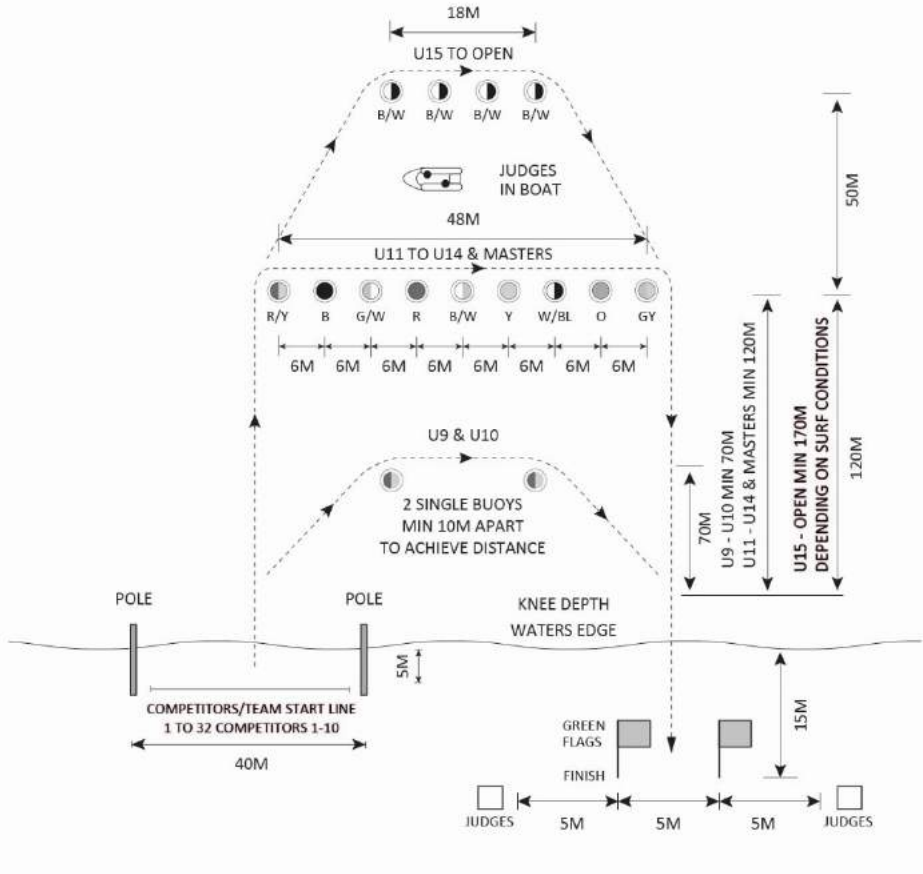 18M
U15 TO OPEN
B/W B/W B/W B/W
JUDGES
IN BOAT
50M
48M
U11 TO U14 & MASTERS
R/Y B G/W R B/W Y W/BL O GY
6M 6M 6M 6M 6M 6M 6M 6M
U9 & U10
2 SINGLE BUOYS
MIN 10M APART
TO ACHIEVE DISTANCE
70M
U9 - U10 MIN 70M
U11 - U14 & MASTERS MIN 120M
U15 - OPEN MIN 170M
DEPENDING ON SURF CONDITIONS
120M
POLE
POLE
KNEE DEPTH
WATERS EDGE
5M
COMPETITORS/TEAM START LINE
1 TO 32 COMPETITORS 1-10
40M
GREEN
FLAGS
FINISH
15M
JUDGES
5M 5M 5M
JUDGES